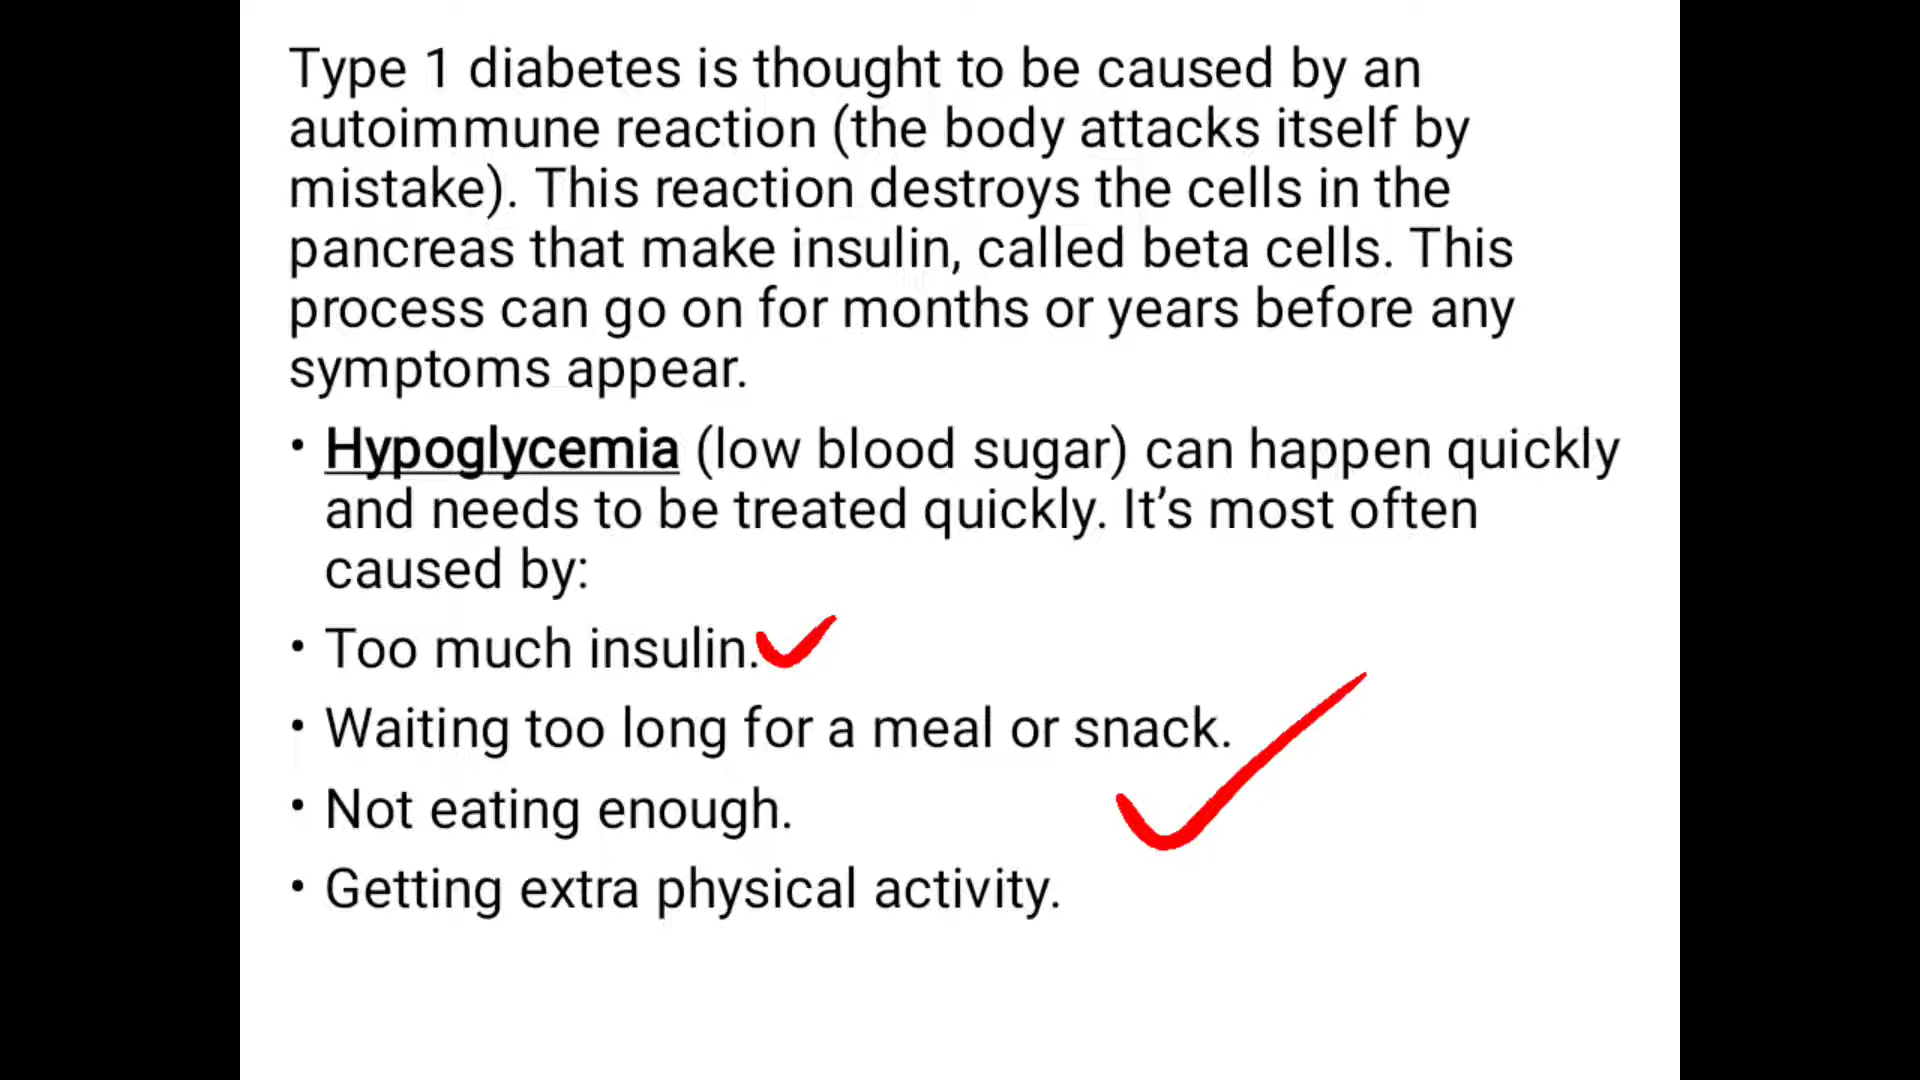 Type 1 diabetes is thought to be caused by an
autoimmune reaction (the body attacks itself by
mistake). This reaction destroys the cells in the
pancreas that make insulin, called beta cells. This
process can go on for months or years before any
symptoms appear.
• Hypoglycemia (low blood sugar) can happen quickly
and needs to be treated quickly. It’s most often
caused by:
• Too much insulin.
• Waiting too long for a meal or snack.
• Not eating enough.
• Getting extra physical activity.